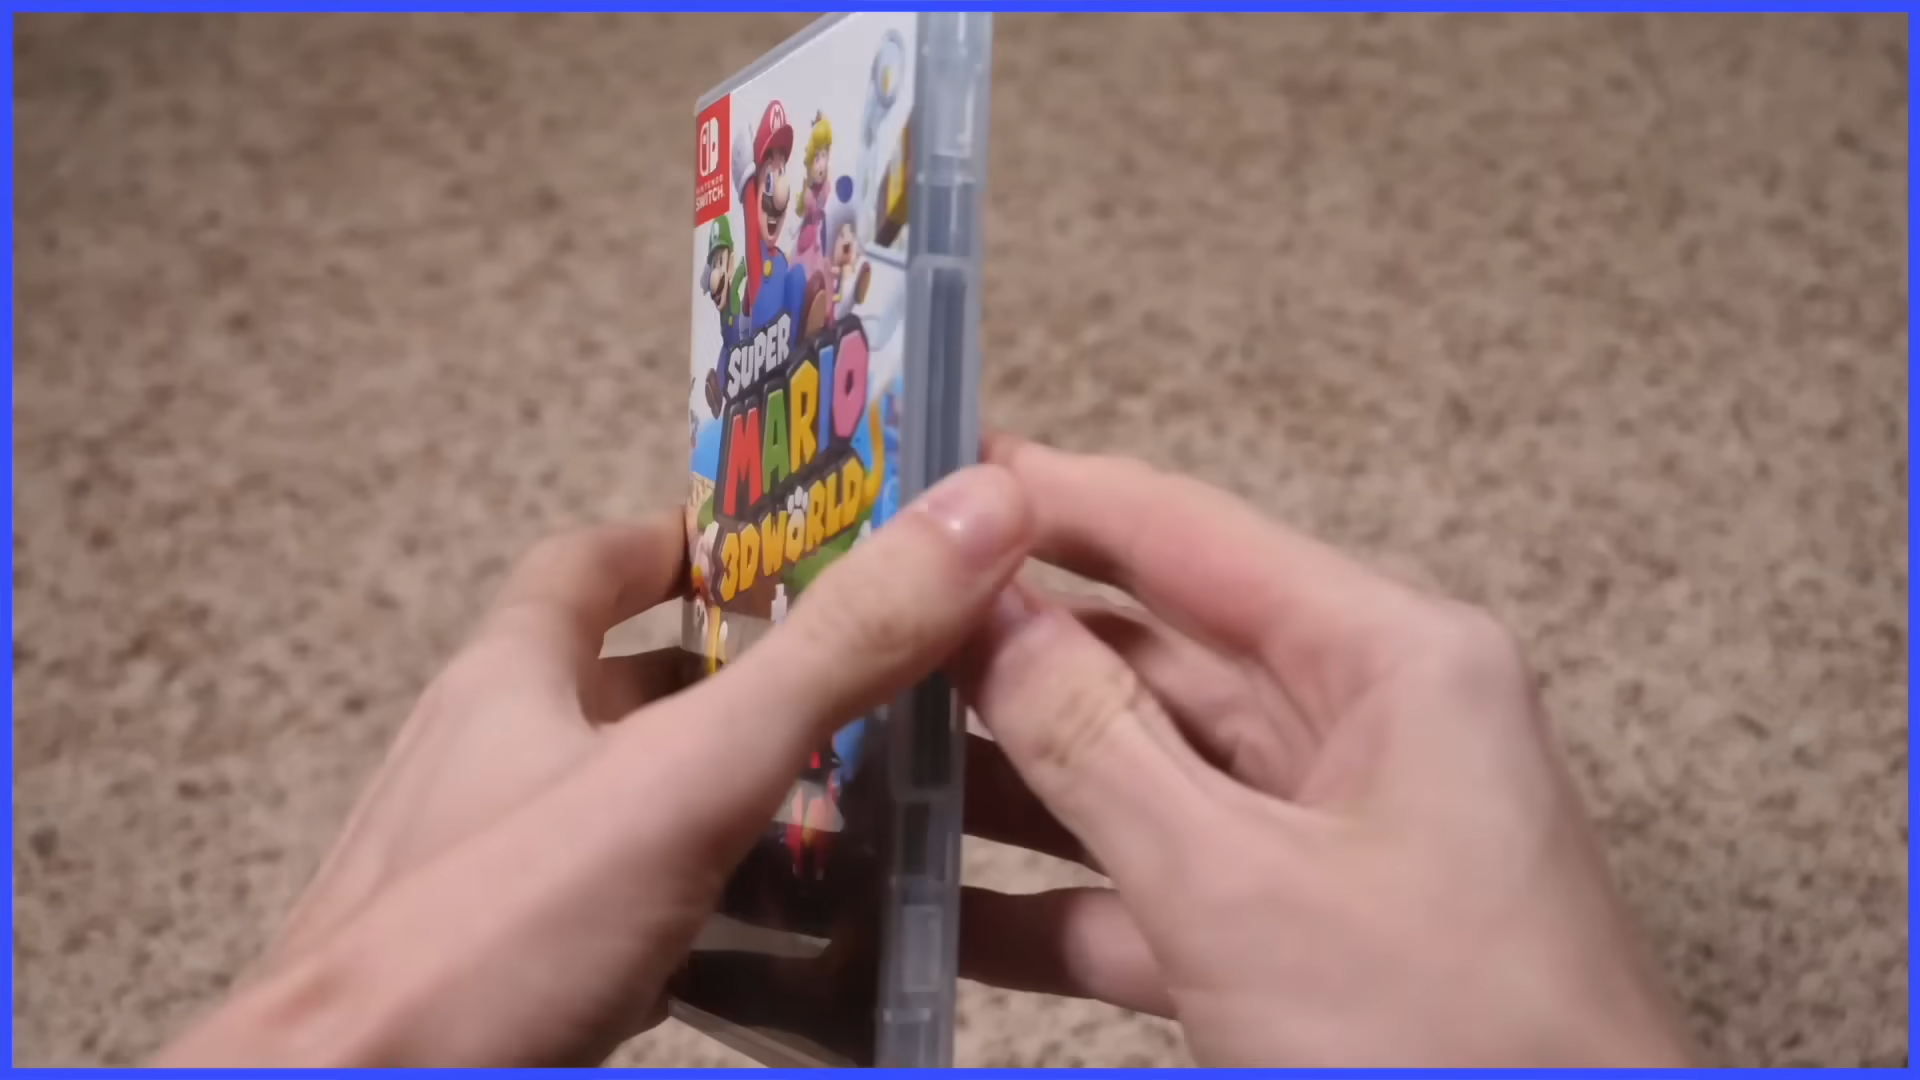 NINTENDO
SWITCH
SUPER
MARIO
3D WORLD
+